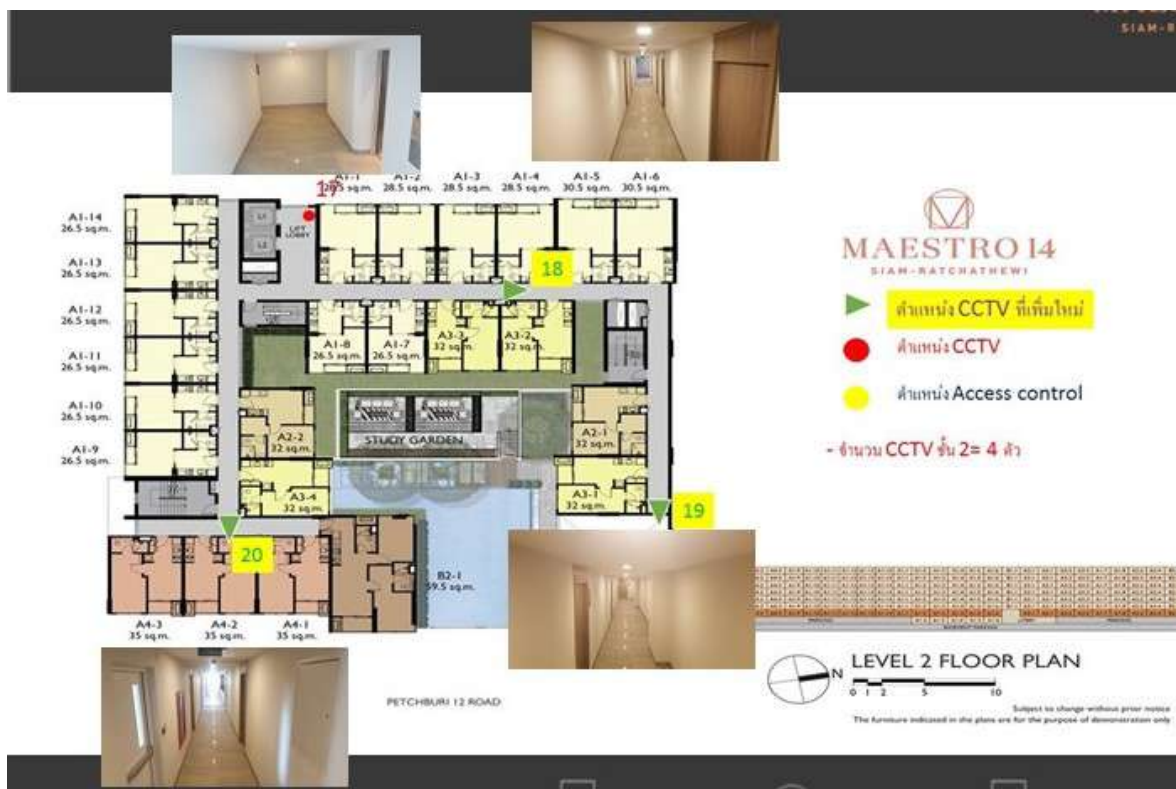 SIAM-R
A1-1
A1-2
A1-3
A1-4
A1-5
A1-6
17
28.5 sq.m.
28.5 sq.m.
28.5 sq.m.
30.5 sq.m.
30.5 sq.m.
A1-14
26.5 sq.m.
L1
L2
LIFT
LOBBY
A1-13
26.5 sq.m.
18
A1-12
26.5 sq.m.
A1-11
26.5 sq.m.
A1-8
26.5 sq.m.
A1-7
26.5 sq.m.
A3-3
32 sq.m.
A3-2
32 sq.m.
A1-10
26.5 sq.m.
A1-9
26.5 sq.m.
A2-2
32 sq.m.
STUDY GARDEN
A2-1
32 sq.m.
A3-4
32 sq.m.
A3-1
32 sq.m.
19
20
B2-1
59.5 sq.m.
A4-3
35 sq.m.
A4-2
35 sq.m.
A4-1
35 sq.m.
PETCHBURI 12 ROAD
MAESTRO 14
SIAM-RATCHATHEWI
ตำแหน่ง CCTV ที่เพิ่มใหม่
ตำแหน่ง CCTV
ตำแหน่ง Access control
- จำนวน CCTV ชั้น 2= 4 ตัว
N
LEVEL 2 FLOOR PLAN
0 1 2 5 10
Subject to change without prior notice
The furniture indicated in the plans are for the purpose of demonstration only